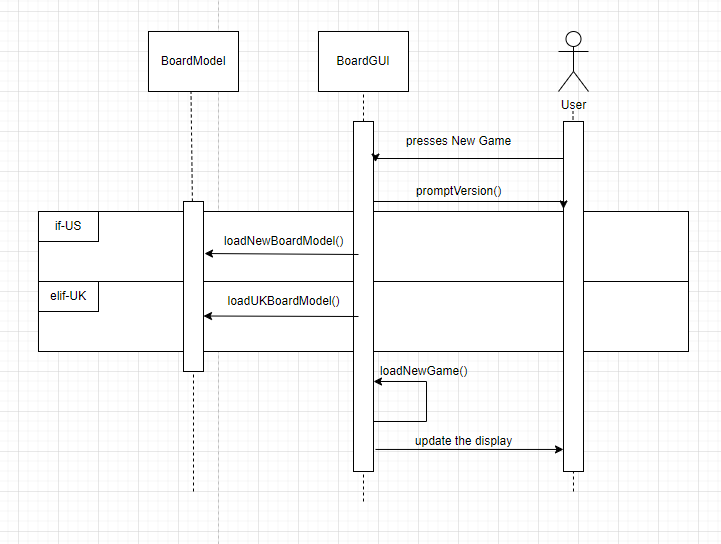 BoardModel
BoardGUI
User
presses New Game
promptVersion()
if-US
loadNewBoardModel()
elif-UK
loadUKBoardModel()
loadNewGame()
update the display